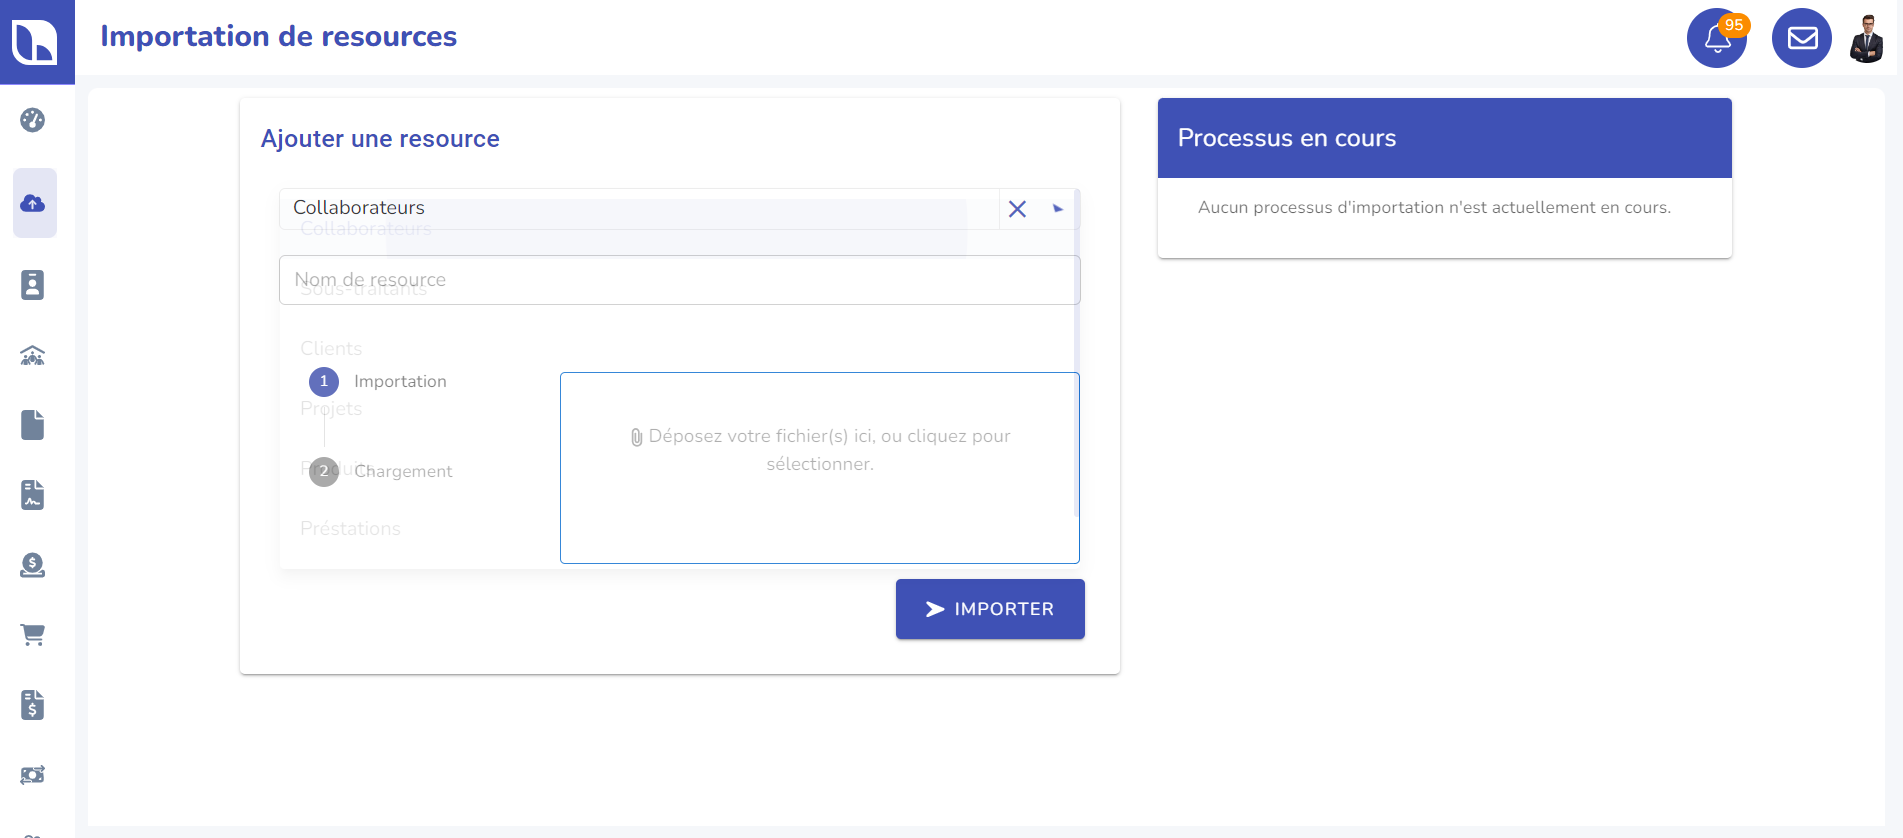 Importation de resources
95
Ajouter une resource
Collaborateurs
Collaborateurs
Nom de resource
Sous-traitants
Clients
1 Importation
Projets
Produits
2 Chargement
Préstations
Déposez votre fichier(s) ici, ou cliquez pour
sélectionner.
IMPORTER
Processus en cours
Aucun processus d'importation n'est actuellement en cours.